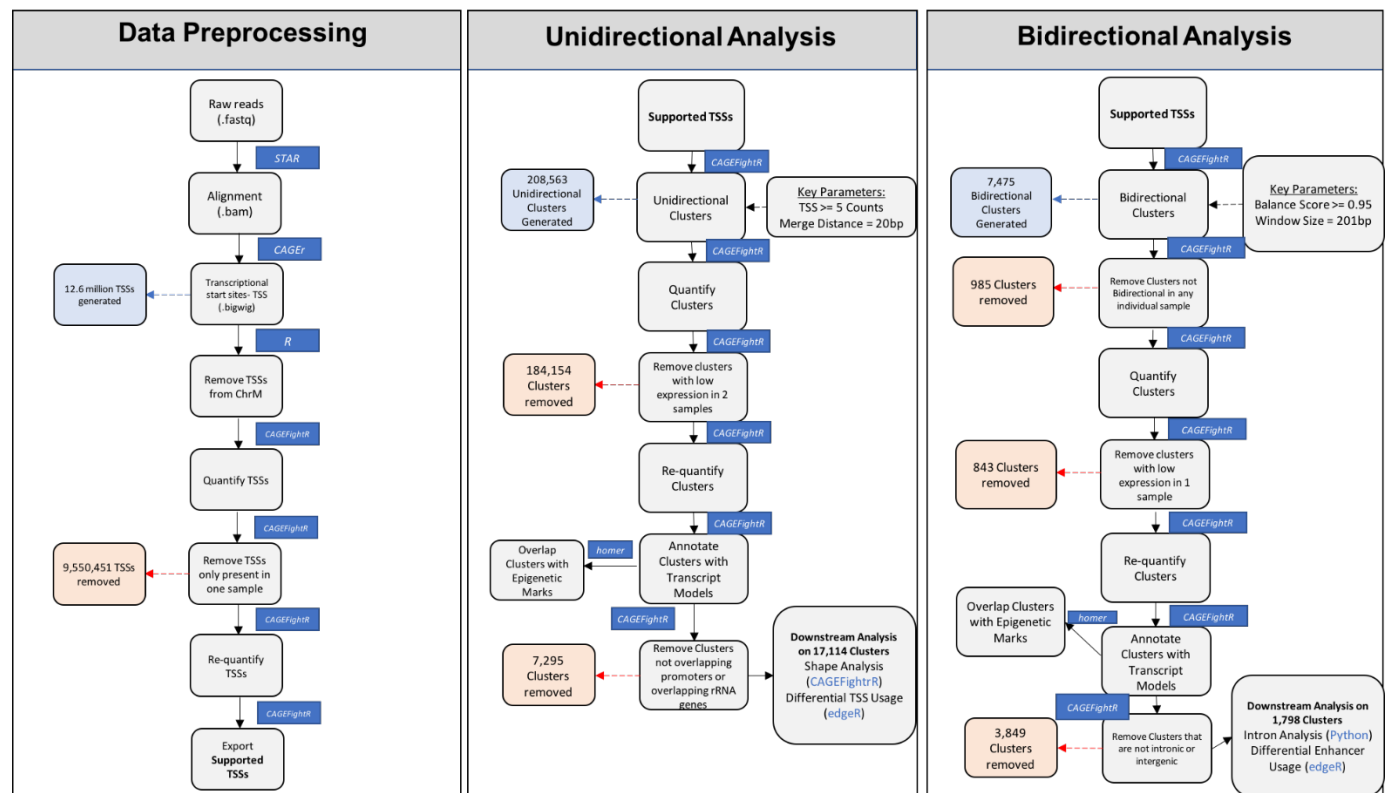 Data Preprocessing
Raw reads
(.fastq)
STAR
Alignment
(.bam)
CAGEr
12.6 million TSSs
generated
Transcriptional
start sites- TSS
(.bigwig)
R
Remove TSSs
from ChrM
CAGEFightR
Quantify TSSs
CAGEFightR
9,550,451 TSSs
removed
Remove TSSs
only present in
one sample
CAGEFightR
Re-quantify
TSSs
CAGEFightR
Export
Supported
TSSs
Unidirectional Analysis
Supported TSSs
CAGEFightR
208,563
Unidirectional
Clusters
Generated
Unidirectional
Clusters
Key Parameters:
TSS >= 5 Counts
Merge Distance = 20bp
CAGEFightR
Quantify
Clusters
CAGEFightR
184,154
Clusters
removed
Remove clusters
with low
expression in 2
samples
CAGEFightR
Re-quantify
Clusters
CAGEFightR
Overlap
Clusters with
Epigenetic
Marks
homer
Annotate
Clusters with
Transcript
Models
CAGEFightR
7,295
Clusters
removed
Remove Clusters
not overlapping
promoters or
overlapping rRNA
genes
Downstream Analysis
on 17,114 Clusters
Shape Analysis
(CAGEFightrR)
Differential TSS Usage
(edgeR)
Bidirectional Analysis
Supported TSSs
CAGEFightR
7,475
Bidirectional
Clusters
Generated
Bidirectional
Clusters
Key Parameters:
Balance Score >= 0.95
Window Size = 201bp
CAGEFightR
985 Clusters
removed
Remove Clusters not
Bidirectional in any
individual sample
CAGEFightR
Quantify
Clusters
CAGEFightR
843 Clusters
removed
Remove clusters
with low
expression in 1
sample
CAGEFightR
Re-quantify
Clusters
CAGEFightR
Overlap Clusters
with Epigenetic
Marks
homer
Annotate
Clusters with
Transcript
Models
CAGEFightR
3,849
Clusters
removed
Remove Clusters that
are not intronic or
intergenic
Downstream Analysis on
1,798 Clusters
Intron Analysis (Python)
Differential Enhancer
Usage (edgeR)